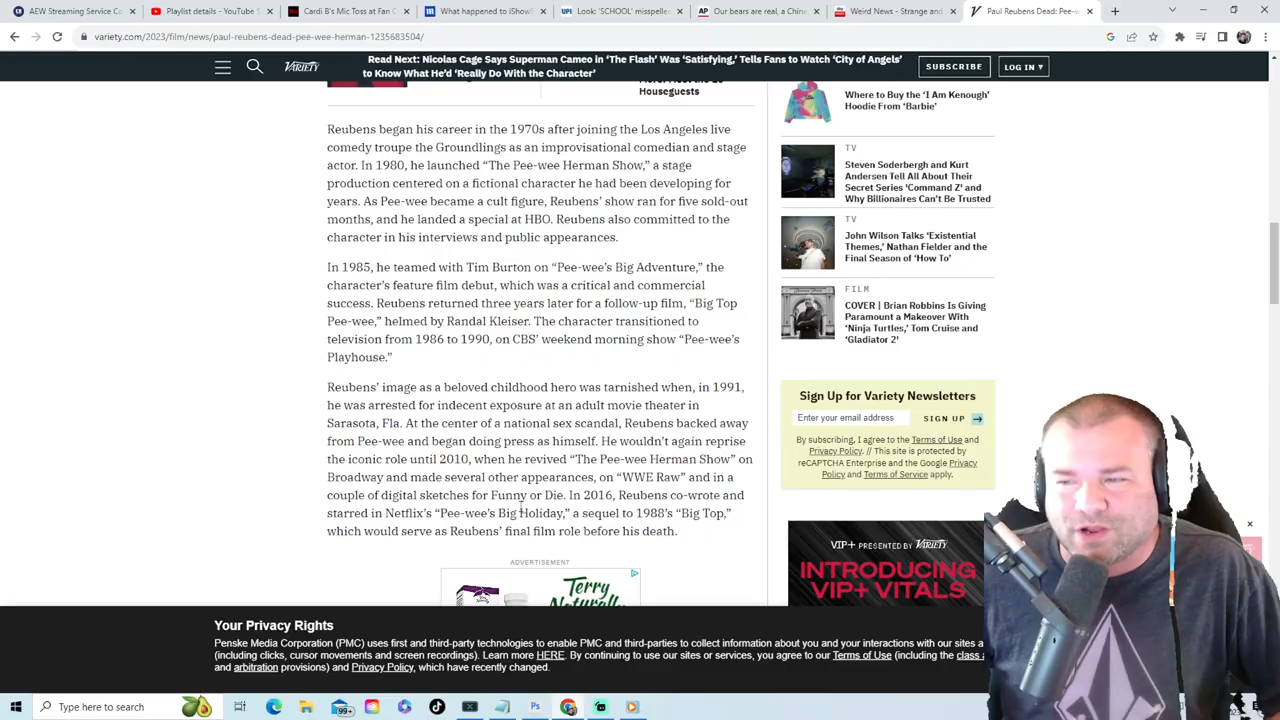 AEW Streaming Service Co
Playlist details - YouTube S
Cardi B's Mic Toss at Fan C
What happened to iShowS
Look: 'SCHOOL' misspelle
Our bears are real, a Chine
Weird News - Strange and
Paul Reubens Dead: Pee-we
variety.com/2023/film/news/paul-reubens-dead-pee-wee-herman-1235683504/
VARIETY
Read Next: Nicolas Cage Says Superman Cameo in 'The Flash' Was 'Satisfying,' Tells Fans to Watch 'City of Angels'
to Know What He'd 'Really Do With the Character'
SUBSCRIBE
LOG IN
Houseguests
Reubens began his career in the 1970s after joining the Los Angeles live
comedy troupe the Groundlings as an improvisational comedian and stage
actor. In 1980, he launched “The Pee-wee Herman Show,” a stage
production centered on a fictional character he had been developing for
years. As Pee-wee became a cult figure, Reubens’ show ran for five sold-out
months, and he landed a special at HBO. Reubens also committed to the
character in his interviews and public appearances.
In 1985, he teamed with Tim Burton on “Pee-wee’s Big Adventure,” the
character’s feature film debut, which was a critical and commercial
success. Reubens returned three years later for a follow-up film, “Big Top
Pee-wee,” helmed by Randal Kleiser. The character transitioned to
television from 1986 to 1990, on CBS’ weekend morning show “Pee-wee’s
Playhouse.”
Reubens’ image as a beloved childhood hero was tarnished when, in 1991,
he was arrested for indecent exposure at an adult movie theater in
Sarasota, Fla. At the center of a national sex scandal, Reubens backed away
from Pee-wee and began doing press as himself. He wouldn’t again reprise
the iconic role until 2010, when he revived “The Pee-wee Herman Show” on
Broadway and made several other appearances, on “WWE Raw” and in a
couple of digital sketches for Funny or Die. In 2016, Reubens co-wrote and
starred in Netflix’s “Pee-wee’s Big Holiday,” a sequel to 1988’s “Big Top,”
which would serve as Reubens’ final film role before his death.
ADVERTISEMENT
Terry
Where to Buy the ‘I Am Kenough’
Hoodie From ‘Barbie’
TV
Steven Soderbergh and Kurt
Andersen Tell All About Their
Secret Series 'Command Z' and
Why Billionaires Can’t Be Trusted
TV
John Wilson Talks ‘Existential
Themes,’ Nathan Fielder and the
Final Season of ‘How To’
FILM
COVER | Brian Robbins Is Giving
Paramount a Makeover With
‘Ninja Turtles,’ Tom Cruise and
‘Gladiator 2’
Sign Up for Variety Newsletters
Enter your email address
SIGN UP
By subscribing, I agree to the Terms of Use and
Privacy Policy. // This site is protected by
reCAPTCHA Enterprise and the Google Privacy
Policy and Terms of Service apply.
VIP+ PRESENTED BY VARIETY
INTRODUCING
VIP+ VITALS
Your Privacy Rights
Penske Media Corporation (PMC) uses first and third-party technologies to enable PMC and third-parties to collect information about you and your interactions with our sites a
(including clicks, cursor movements and screen recordings). Learn more HERE. By continuing to use our sites or services, you agree to our Terms of Use (including the class a
and arbitration provisions) and Privacy Policy, which have recently changed.
Type here to search
99+